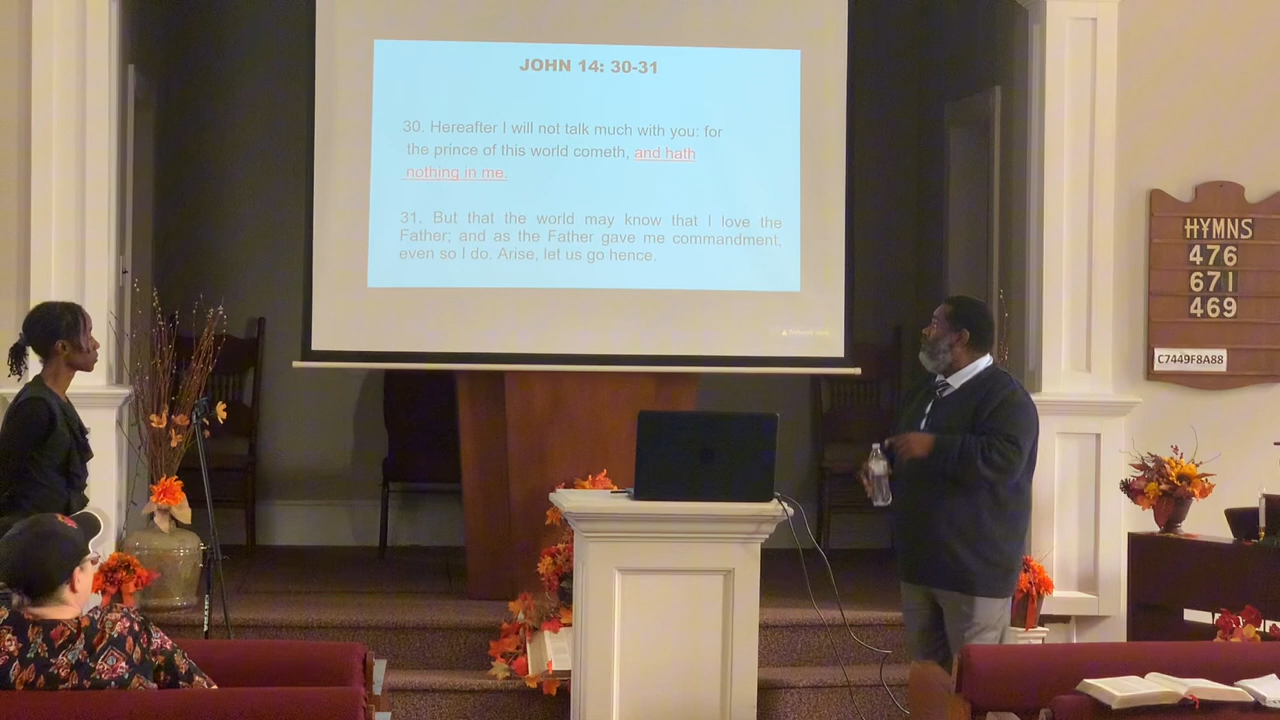 JOHN 14: 30-31
30. Hereafter I will not talk much with you: for
the prince of this world cometh, and hath
nothing in me.
31. But that the world may know that I love the
Father; and as the Father gave me commandment,
even so I do. Arise, let us go hence.
HYMNS
476
671
469
C7449F8A88